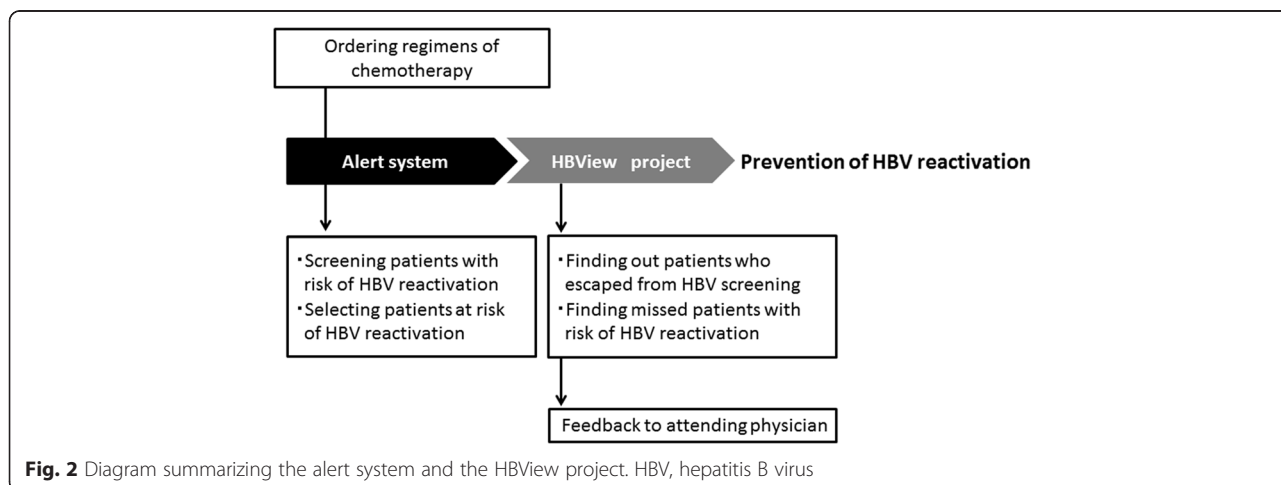 Ordering regimens of
chemotherapy
Alert system
HBView project
Prevention of HBV reactivation
・Screening patients with
risk of HBV reactivation
・Selecting patients at risk
of HBV reactivation
・Finding out patients who
escaped from HBV screening
・Finding missed patients with
risk of HBV reactivation
Feedback to attending physician
Fig. 2 Diagram summarizing the alert system and the HBView project. HBV, hepatitis B virus